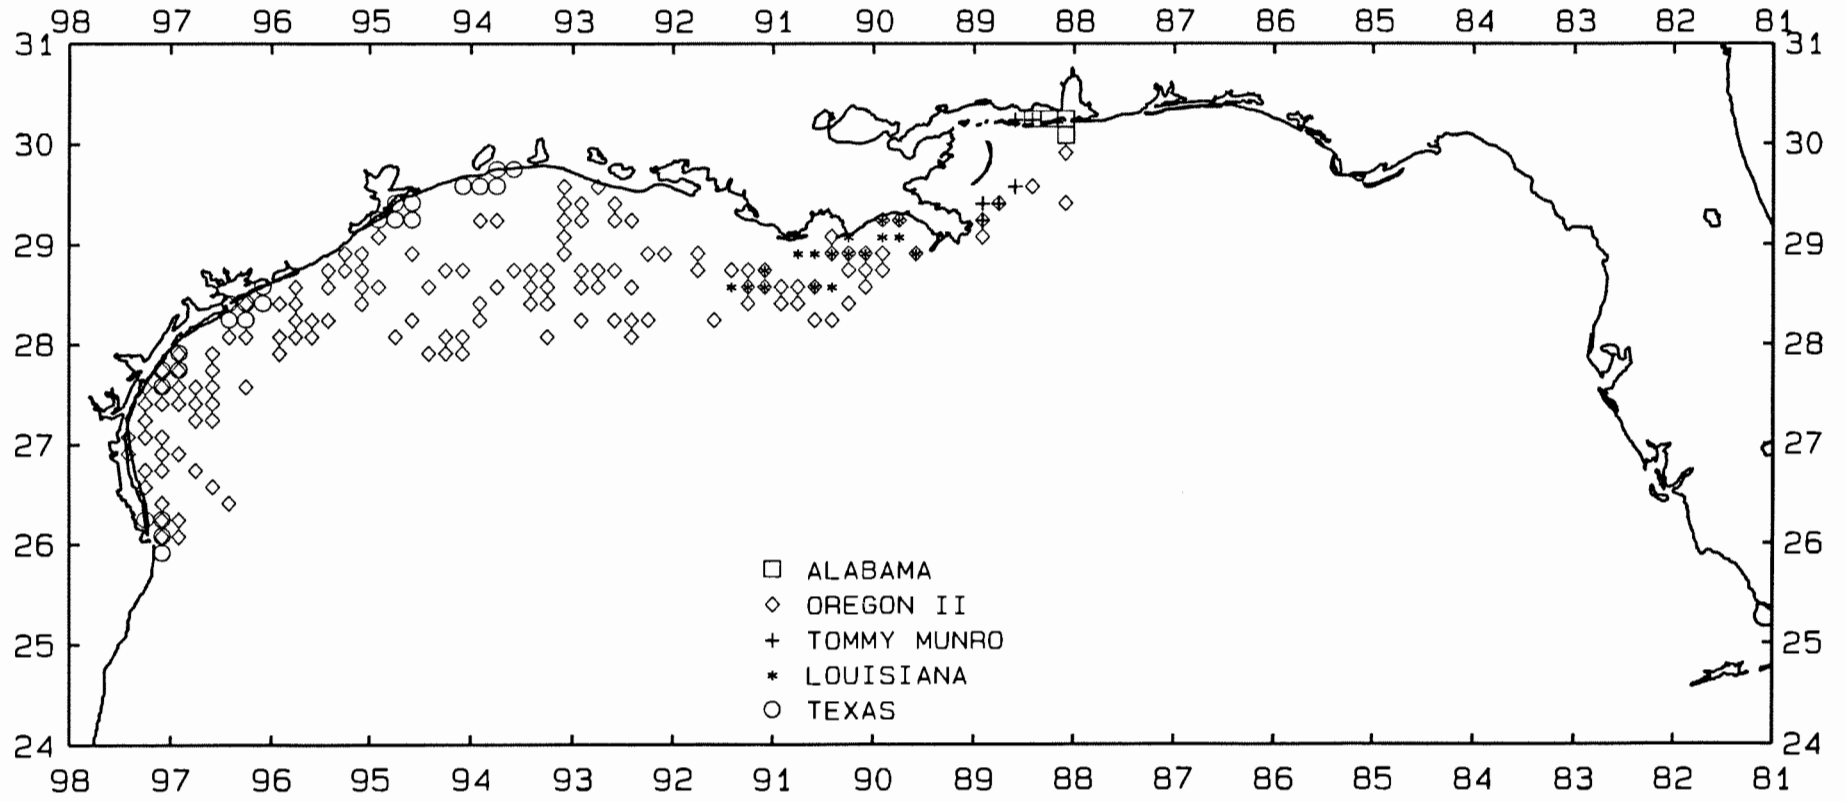 98 97 96 95 94 93 92 91 90 89 88 87 86 85 84 83 82 81
31 31
30 30
29 29
28 28
27 27
26 26
ALABAMA
OREGON II
25 TOMMY MUNRO 25
LOUISIANA
TEXAS
24 24
98 97 96 95 94 93 92 91 90 89 88 87 86 85 84 83 82 81